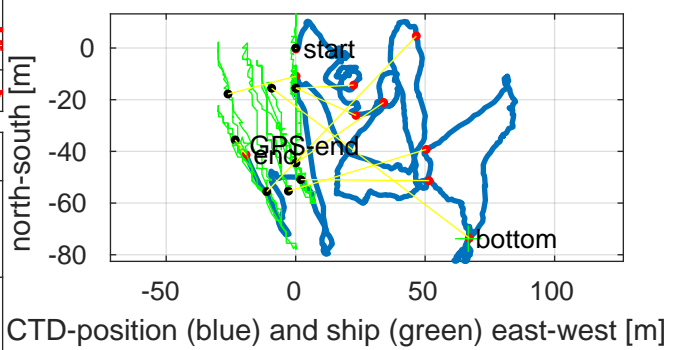 0
-20
-40
-60
-80
north-south [m]
start
GPS-end
end
bottom
-50
0
50
100
CTD-position (blue) and ship (green) east-west [m]